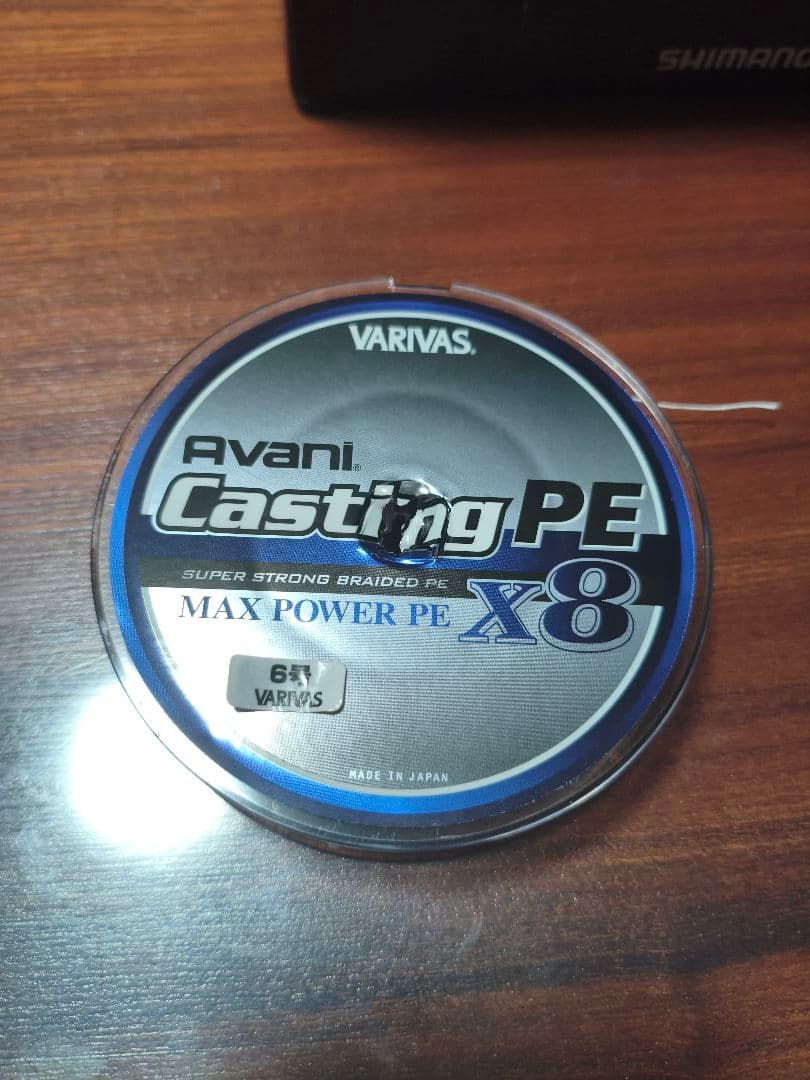 SHIMANO
VARIVAS®
Avani®
Casting PE
SUPER STRONG BRAIDED PE
MAX POWER PE X8
6号
VARIVAS
MADE IN JAPAN